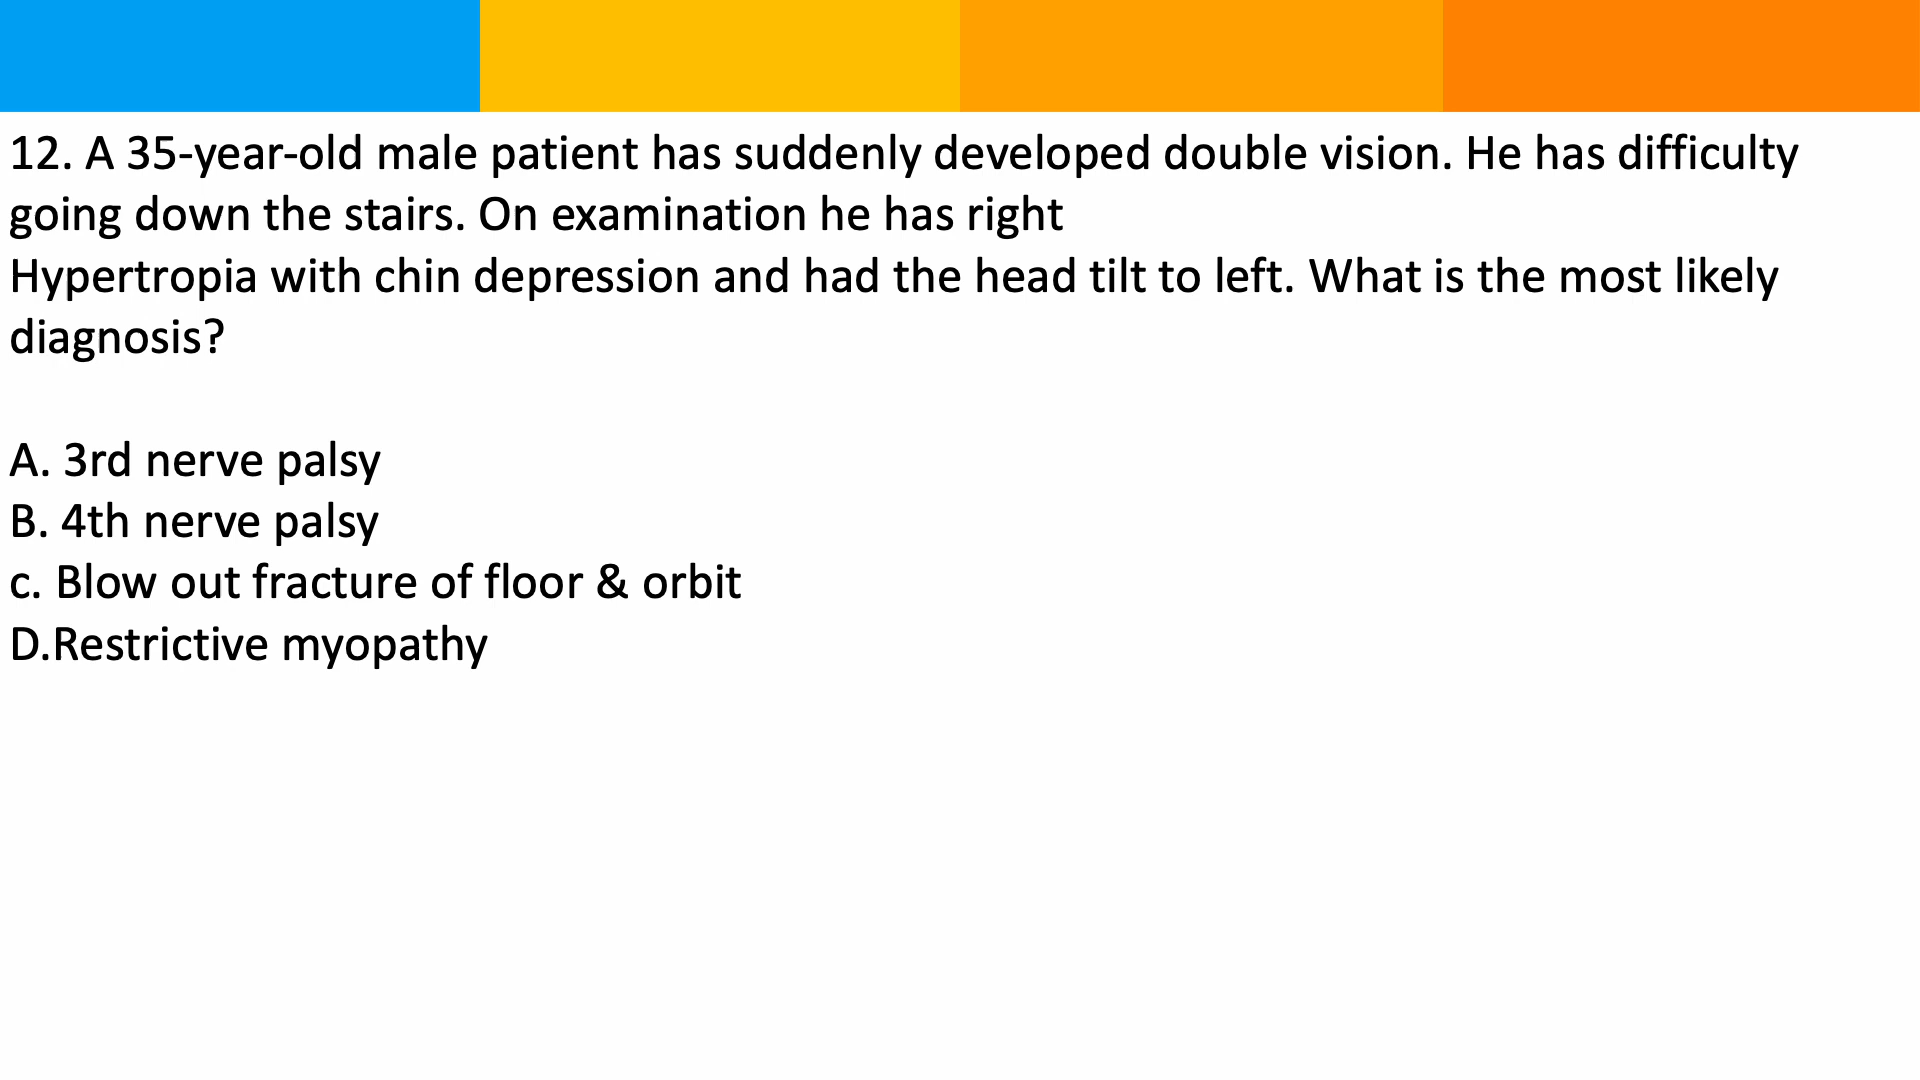 12. A 35-year-old male patient has suddenly developed double vision. He has difficulty
going down the stairs. On examination he has right
Hypertropia with chin depression and had the head tilt to left. What is the most likely
diagnosis?
A. 3rd nerve palsy
B. 4th nerve palsy
c. Blow out fracture of floor & orbit
D.Restrictive myopathy